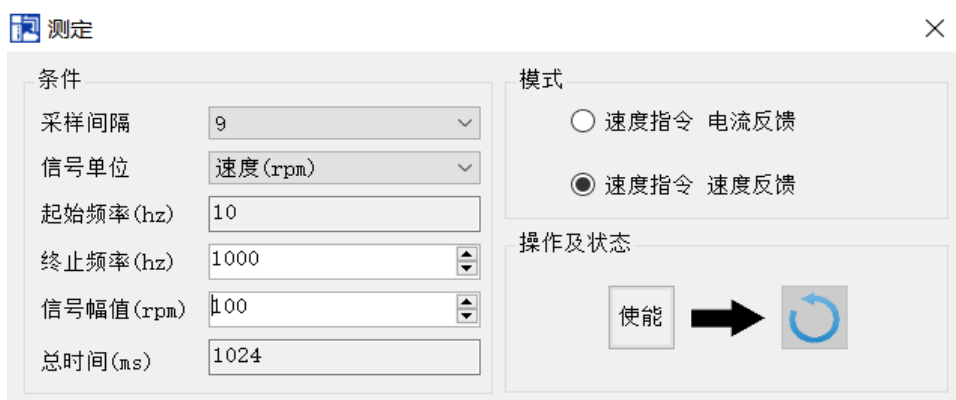 测定
条件
采样间隔 9
信号单位 速度(rpm)
起始频率(hz) 10
终止频率(hz) 1000
信号幅值(rpm) 100
总时间(ms) 1024
模式
速度指令 电流反馈
速度指令 速度反馈
操作及状态
使能